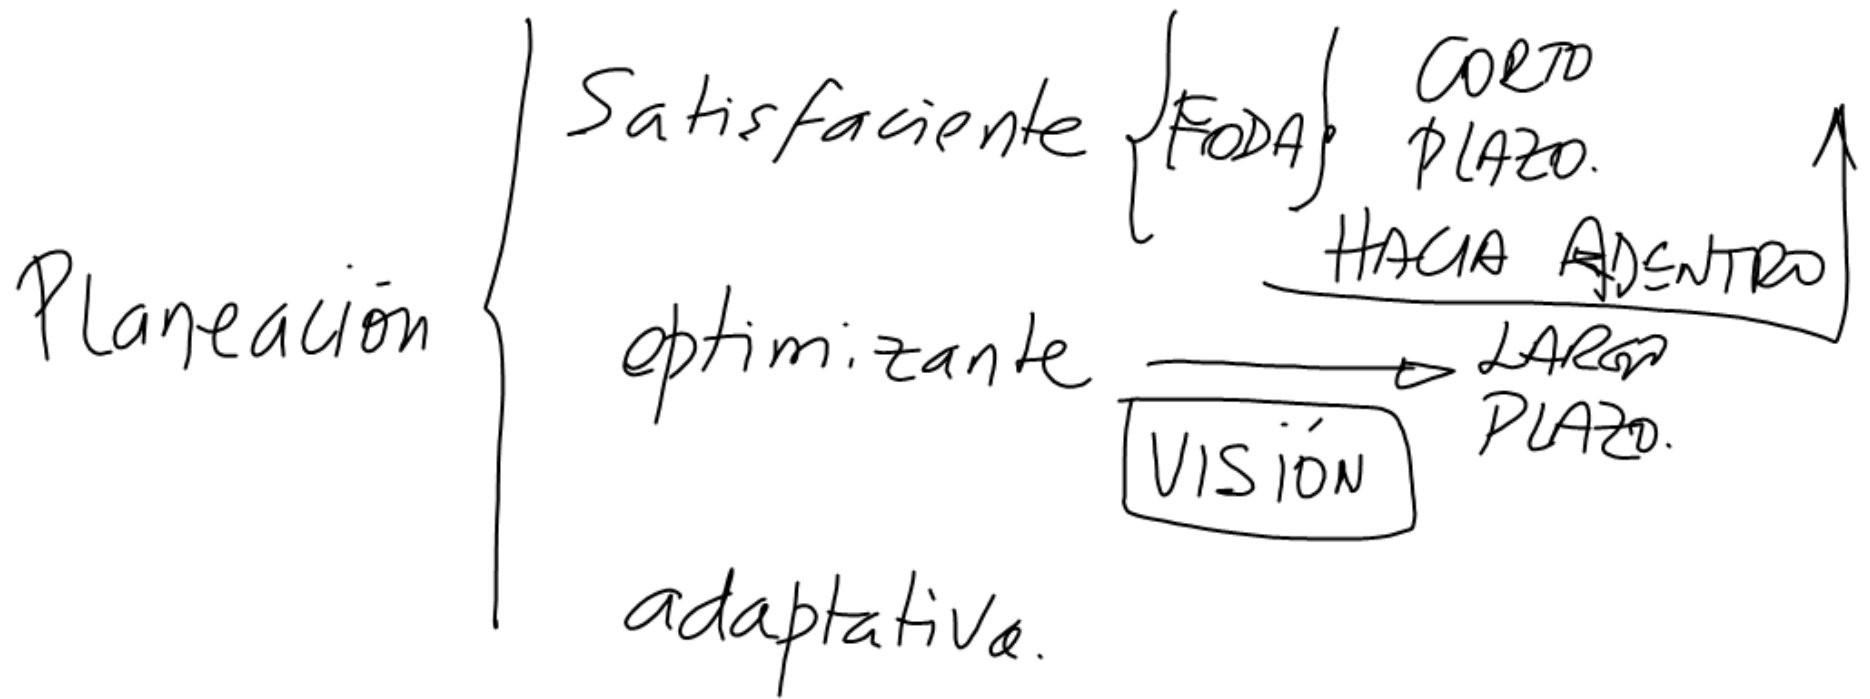 Planeación
Satisfaciente
FODA
CORTO
PLAZO.
HACIA ADENTRO
optimizante
LARGO
PLAZO.
VISIÓN
adaptativa.